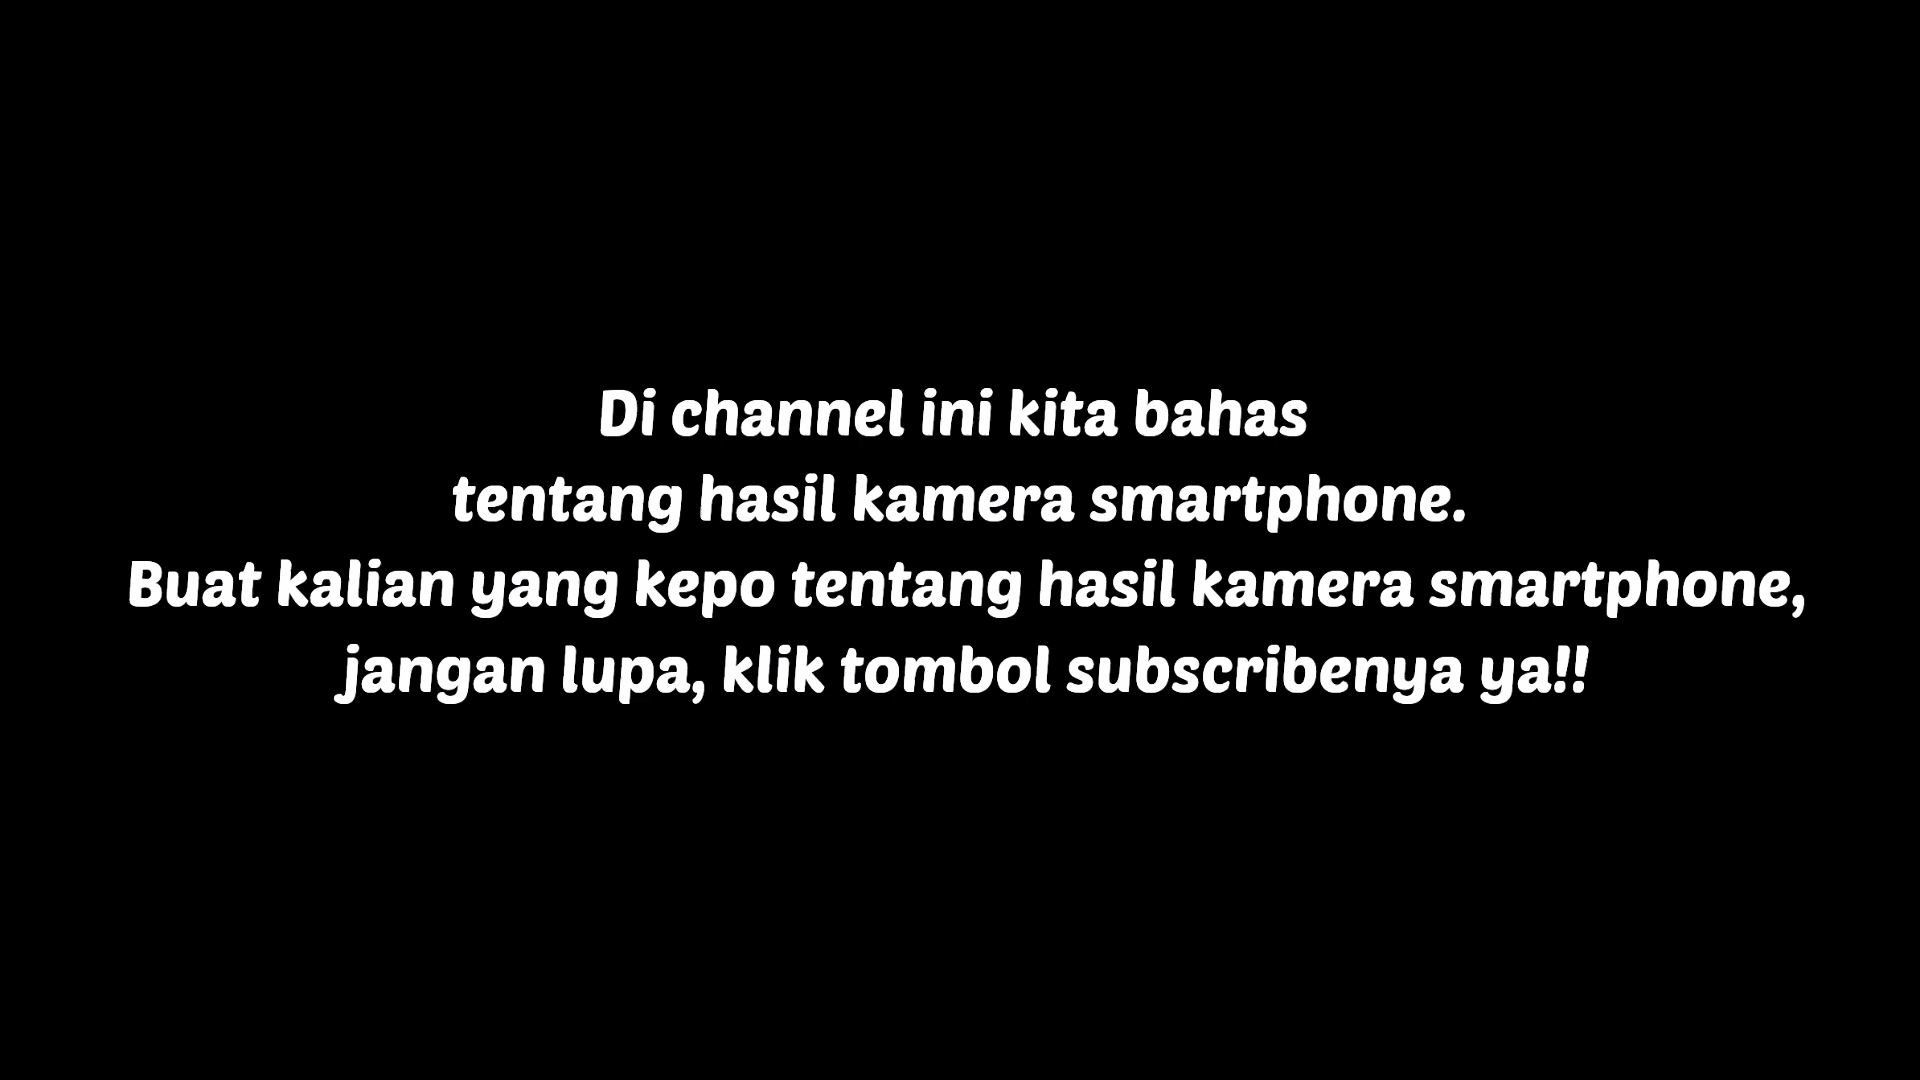 Di channel ini kita bahas
tentang hasil kamera smartphone.
Buat kalian yang kepo tentang hasil kamera smartphone,
jangan lupa, klik tombol subscribenya ya!!